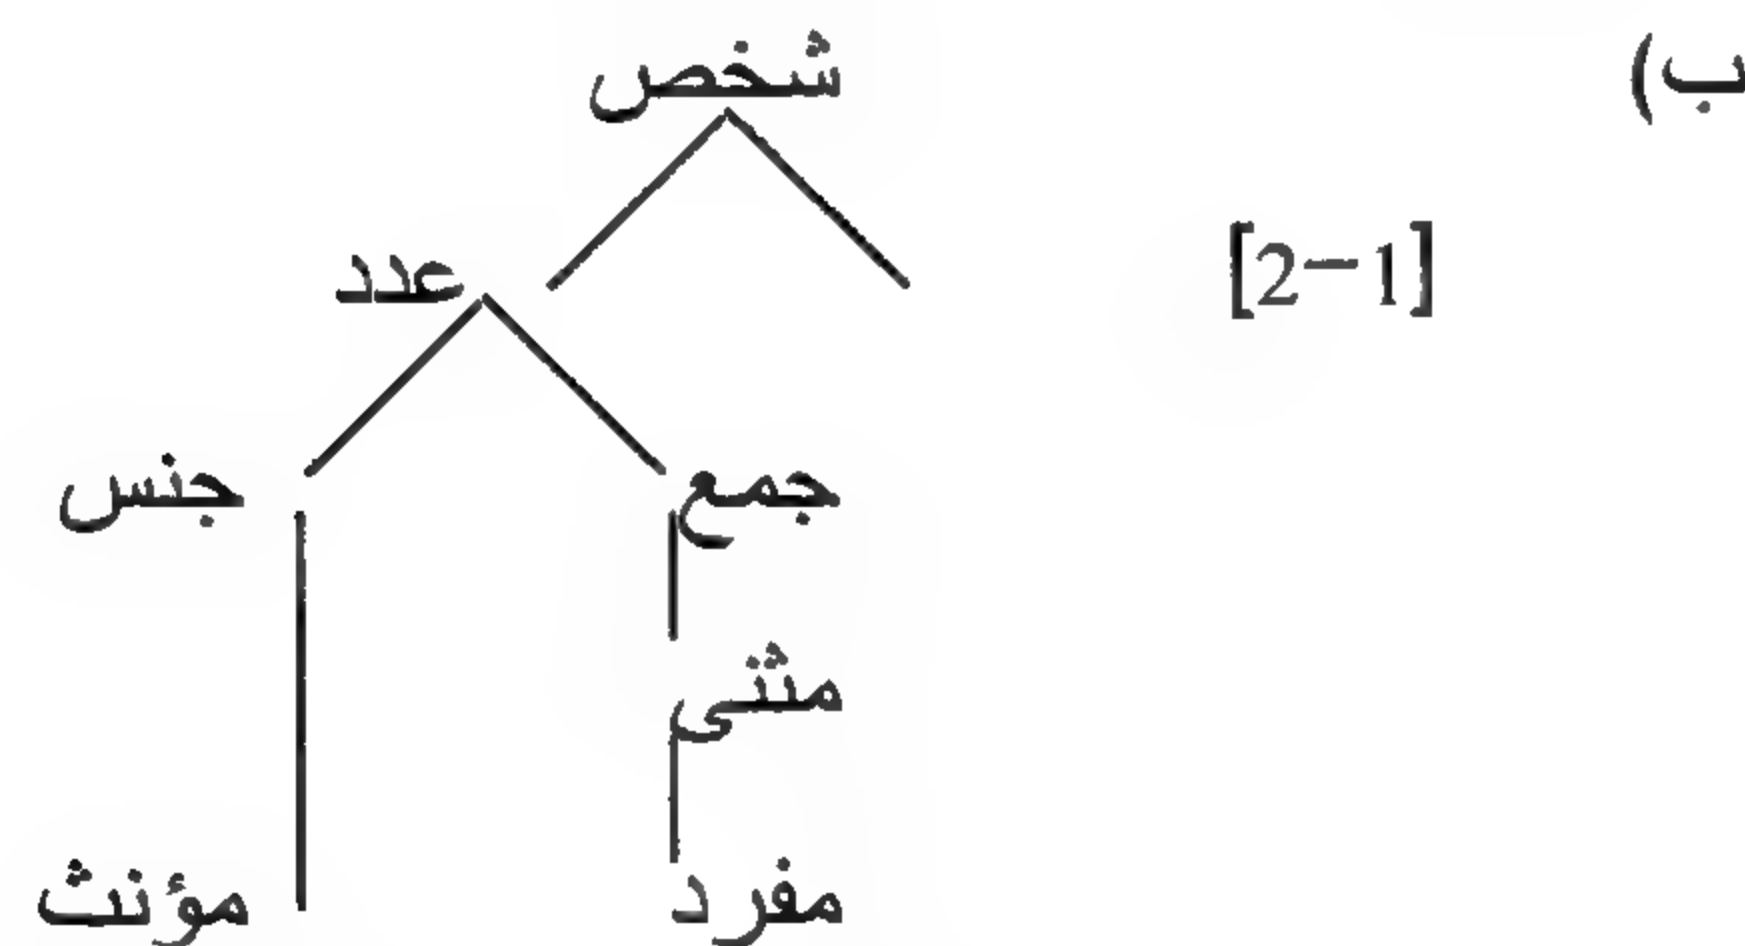 ب) شخص
[1-2] عدد
جمع جنس
مثنى
مفرد مؤنث